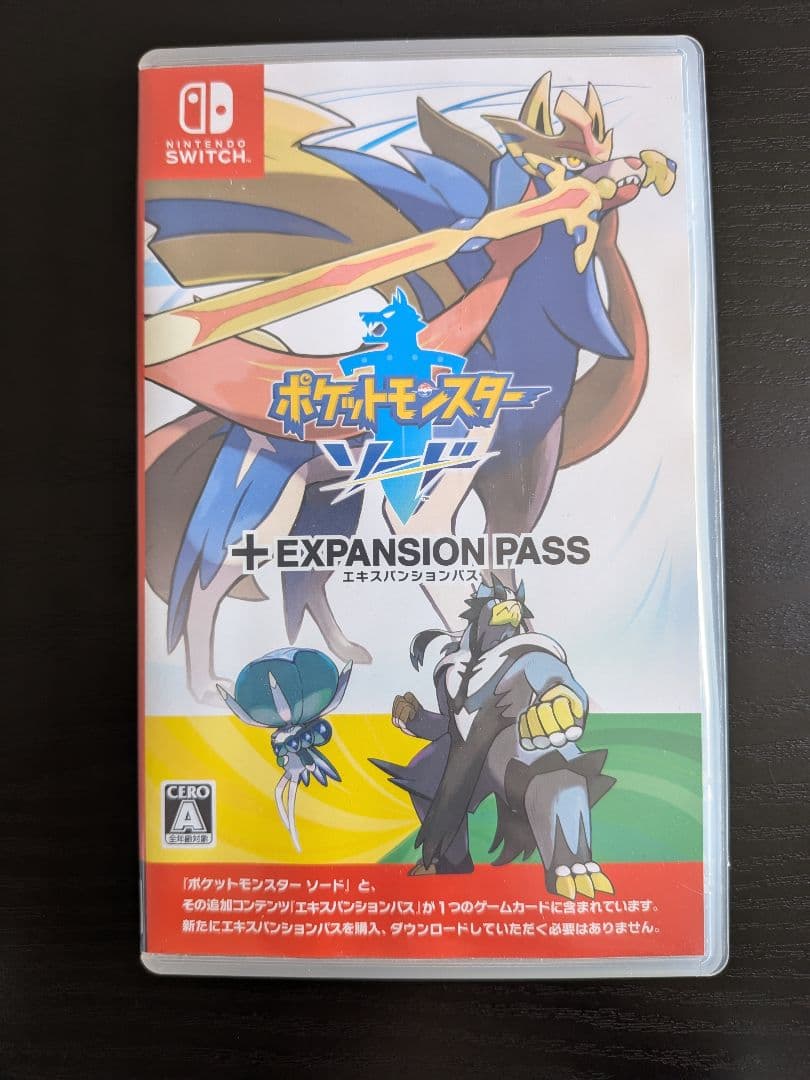 NINTENDO
SWITCH™
ポケットモンスター
ソード™
+EXPANSION PASS
エキスパンションパス
CERO
A
全年齢対象
『ポケットモンスター ソード』と、
その追加コンテンツ『エキスパンションパス』が1つのゲームカードに含まれています。
新たにエキスパンションパスを購入、ダウンロードしていただく必要はありません。